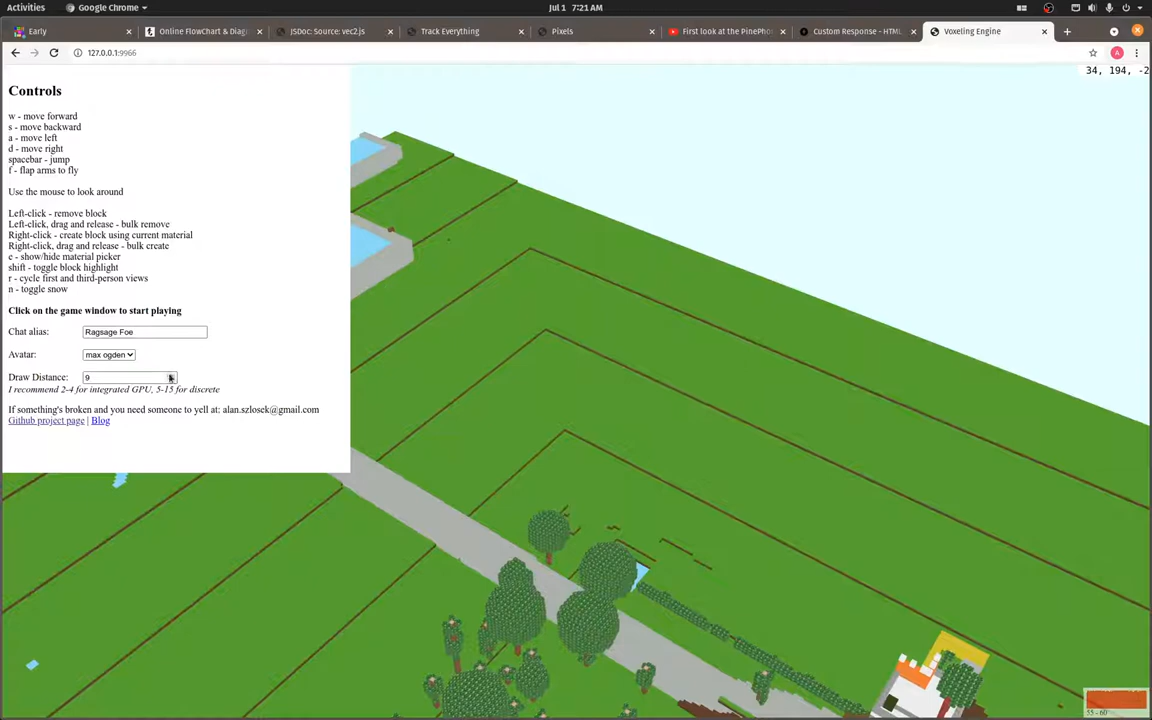 Activities
Google Chrome
Jul 1 7:21 AM
Early
Online FlowChart & Diag
JSDoc: Source: vec2.js
Track Everything
Pixels
First look at the PinePho
Custom Response - HTML
Voxeling Engine
127.0.0.1:9966
A
34, 194, -2
Controls
w - move forward
s - move backward
a - move left
d - move right
spacebar - jump
f - flap arms to fly
Use the mouse to look around
Left-click - remove block
Left-click, drag and release - bulk remove
Right-click - create block using current material
Right-click, drag and release - bulk create
e - show/hide material picker
shift - toggle block highlight
r - cycle first and third-person views
n - toggle snow
Click on the game window to start playing
Chat alias: Ragsage Foe
Avatar: max ogden
Draw Distance: 9
I recommend 2-4 for integrated GPU, 5-15 for discrete
If something's broken and you need someone to yell at: alan.szlosek@gmail.com
Github project page | Blog